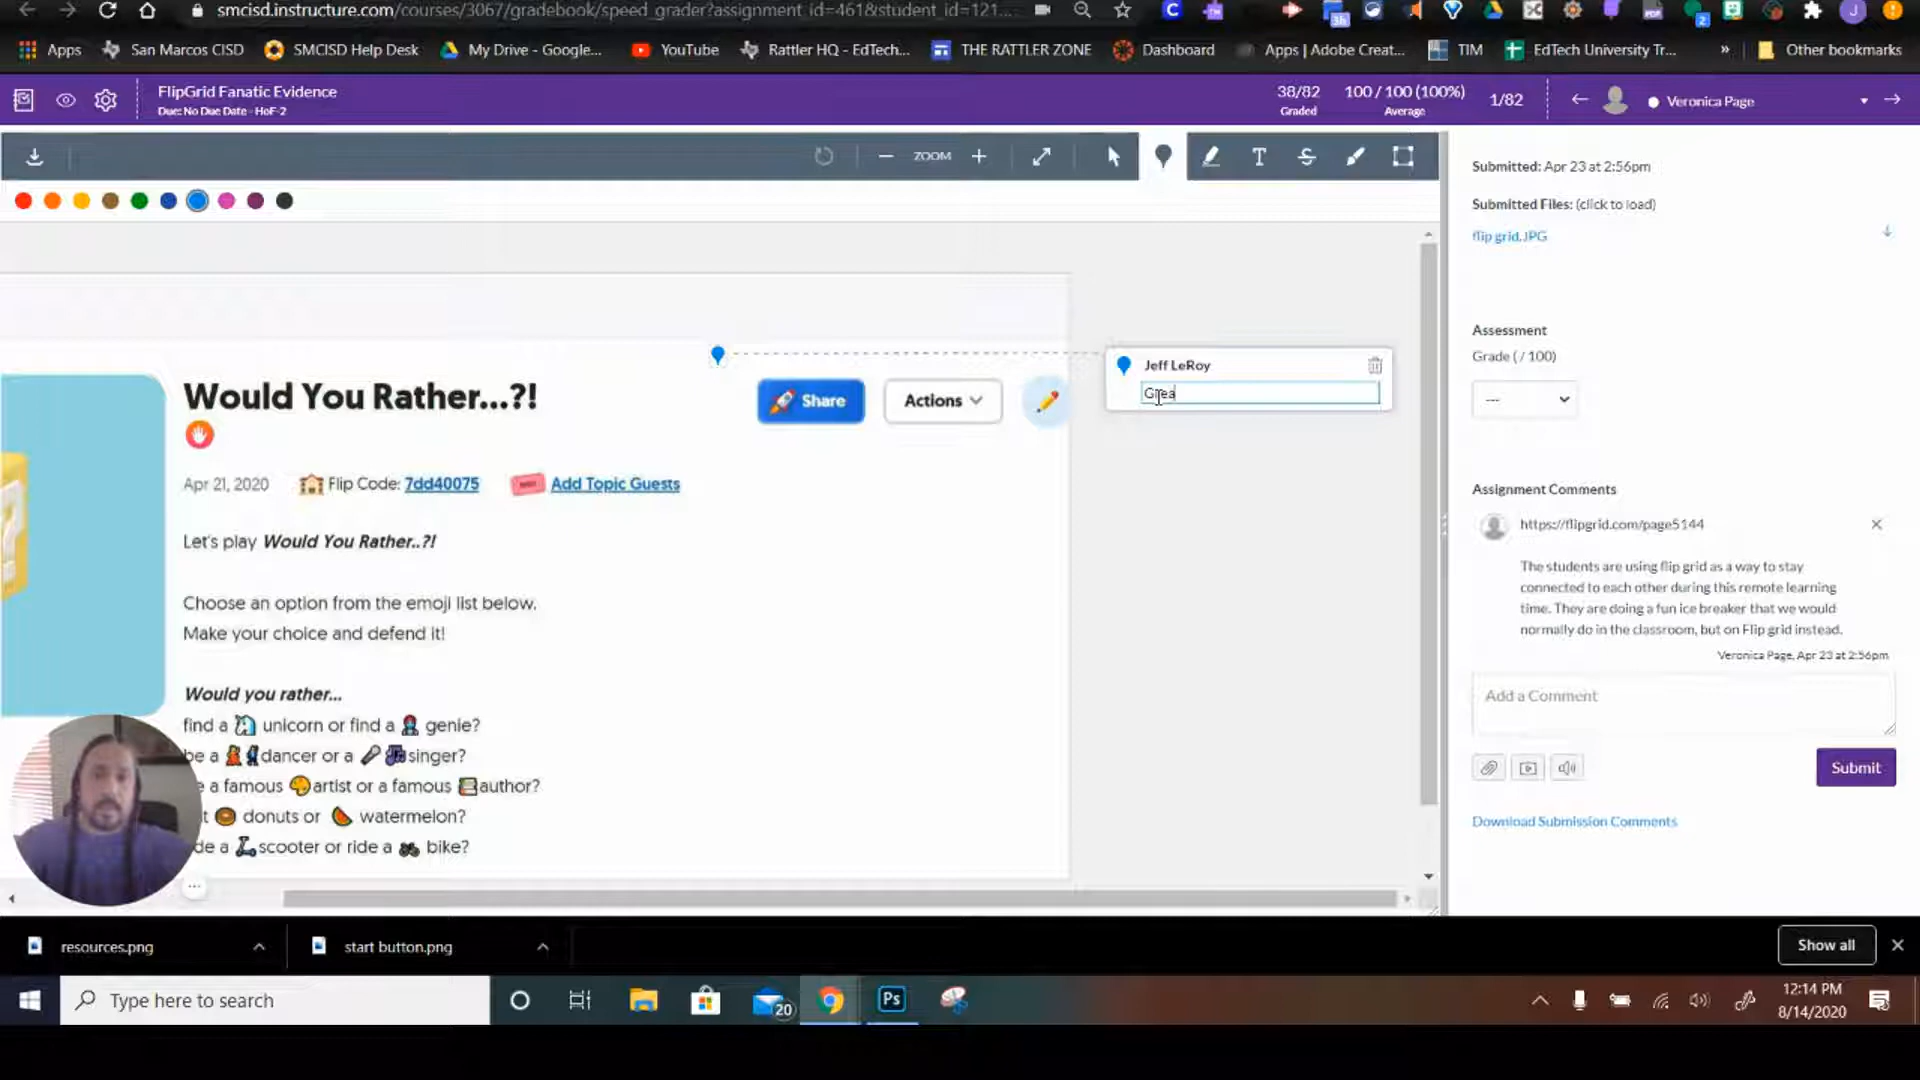 smcisd.instructure.com/courses/3067/gradebook/speed_grader?assignment_id=461&student_id=121...
Apps San Marcos CISD SMCISD Help Desk My Drive - Google... YouTube Rattler HQ - EdTech... THE RATTLER ZONE Dashboard Apps | Adobe Creat... TIM EdTech University Tr... » Other bookmarks
FlipGrid Fanatic Evidence
Due: No Due Date - HoF-2
38/82
Graded
100 / 100 (100%)
Average
1/82
Veronica Page
ZOOM
Submitted: Apr 23 at 2:56pm
Submitted Files: (click to load)
flip grid.JPG
Jeff LeRoy
Grea
Would You Rather...?!
Share
Actions
Apr 21, 2020 Flip Code: 7dd40075 Add Topic Guests
Let's play Would You Rather..?!
Choose an option from the emoji list below.
Make your choice and defend it!
Would you rather...
find a unicorn or find a genie?
be a dancer or a singer?
e a famous artist or a famous author?
t donuts or watermelon?
de a scooter or ride a bike?
Assessment
Grade ( / 100)
---
Assignment Comments
https://flipgrid.com/page5144
The students are using flip grid as a way to stay
connected to each other during this remote learning
time. They are doing a fun ice breaker that we would
normally do in the classroom, but on Flip grid instead.
Veronica Page, Apr 23 at 2:56pm
Add a Comment
Submit
Download Submission Comments
resources.png start button.png Show all
Type here to search
20
Ps
12:14 PM
8/14/2020